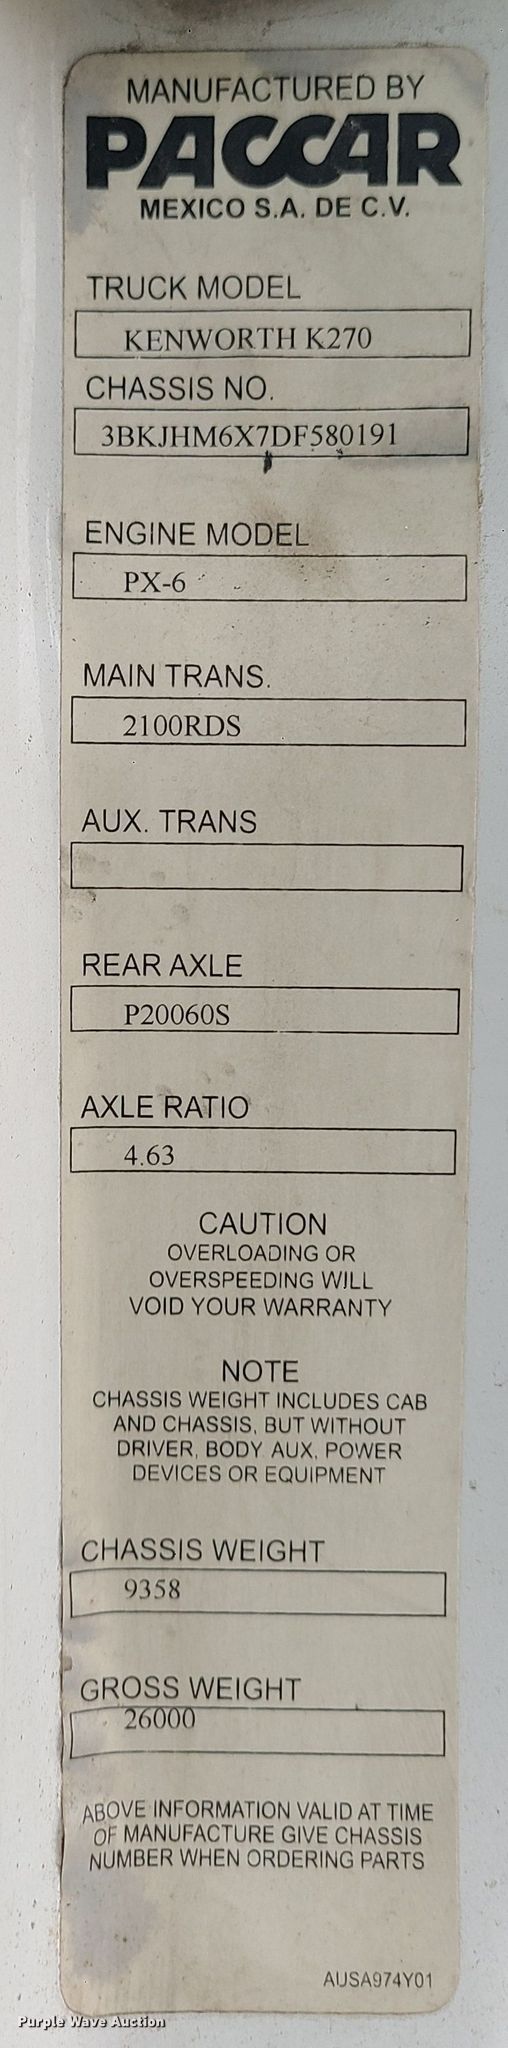 MANUFACTURED BY
PACCAR
MEXICO S.A. DE C.V.
TRUCK MODEL
KENWORTH K270
CHASSIS NO.
3BKJHM6X7DF580191
ENGINE MODEL
PX-6
MAIN TRANS.
2100RDS
AUX. TRANS
REAR AXLE
P20060S
AXLE RATIO
4.63
CAUTION
OVERLOADING OR
OVERSPEEDING WILL
VOID YOUR WARRANTY
NOTE
CHASSIS WEIGHT INCLUDES CAB
AND CHASSIS, BUT WITHOUT
DRIVER, BODY AUX. POWER
DEVICES OR EQUIPMENT
CHASSIS WEIGHT
9358
GROSS WEIGHT
26000
ABOVE INFORMATION VALID AT TIME
OF MANUFACTURE GIVE CHASSIS
NUMBER WHEN ORDERING PARTS
AUSA974Y01
Purple Wave Auction